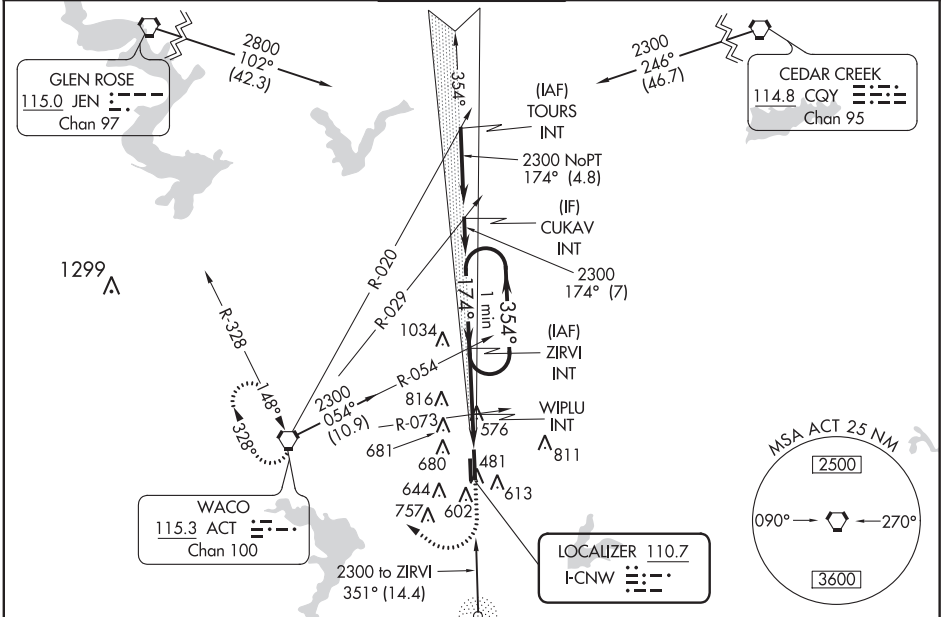 2800
102°
(42.3)
GLEN ROSE
115.0 JEN
Chan 97
2300
246°
(46.7)
CEDAR CREEK
114.8 CQY
Chan 95
354°
(IAF)
TOURS
INT
2300 NoPT
174° (4.8)
(IF)
CUKAV
INT
2300
174° (7)
1299
R-328
R-020
R-029
174°
1 min
354°
1034
(IAF)
ZIRVI
INT
R-054
2300
054°
(10.9)
148°
328°
816
R-073
WIPLU
INT
576
681
680
811
481
644
602
613
757
WACO
115.3 ACT
Chan 100
LOCALIZER 110.7
I-CNW
2300 to ZIRVI
351° (14.4)
MSA ACT 25 NM
2500
090°
270°
3600